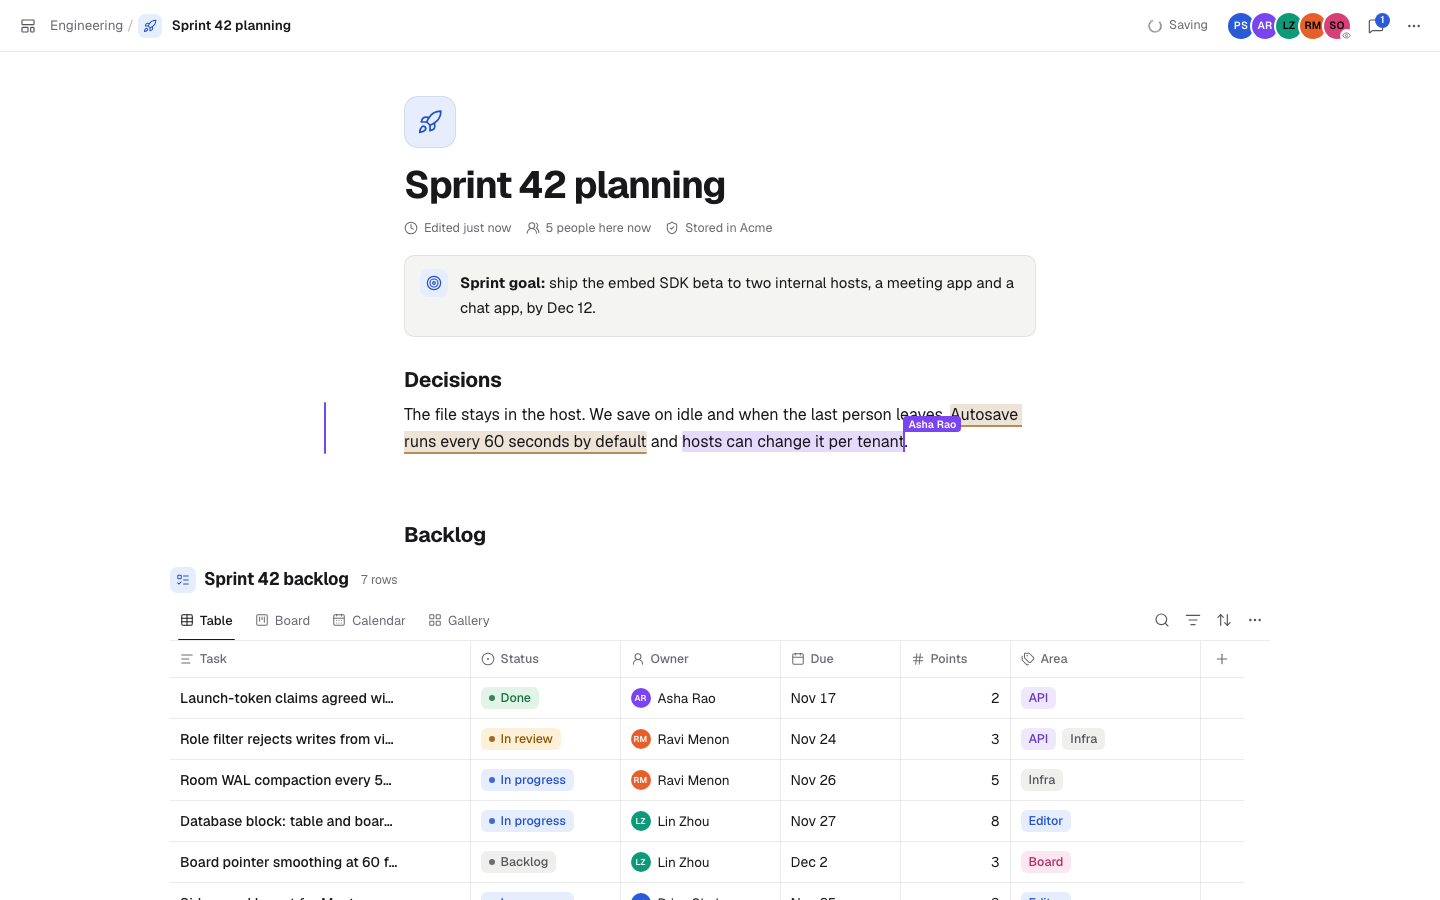 Engineering / Sprint 42 planning
Saving
PS AR LZ RM SO
1
Sprint 42 planning
Edited just now 5 people here now Stored in Acme
Sprint goal: ship the embed SDK beta to two internal hosts, a meeting app and a
chat app, by Dec 12.
Decisions
The file stays in the host. We save on idle and when the last person leaves. Autosave
Asha Rao
runs every 60 seconds by default and hosts can change it per tenant.
Backlog
Sprint 42 backlog 7 rows
Table Board Calendar Gallery
Task Status Owner Due Points Area
Launch-token claims agreed wi... Done AR Asha Rao Nov 17 2 API
Role filter rejects writes from vi... In review RM Ravi Menon Nov 24 3 API Infra
Room WAL compaction every 5... In progress RM Ravi Menon Nov 26 5 Infra
Database block: table and boar... In progress LZ Lin Zhou Nov 27 8 Editor
Board pointer smoothing at 60 f... Backlog LZ Lin Zhou Dec 2 3 Board